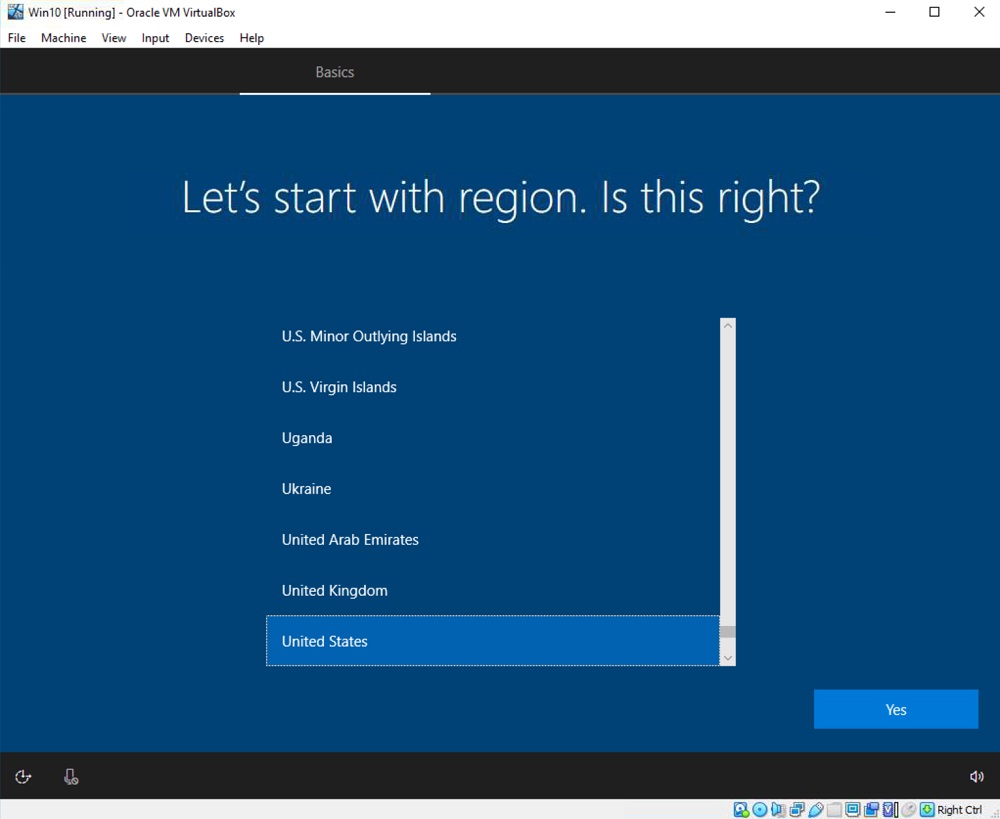 Win10 [Running] - Oracle VM VirtualBox
File Machine View Input Devices Help
Basics
Let's start with region. Is this right?
U.S. Minor Outlying Islands
U.S. Virgin Islands
Uganda
Ukraine
United Arab Emirates
United Kingdom
United States
Yes
Right Ctrl